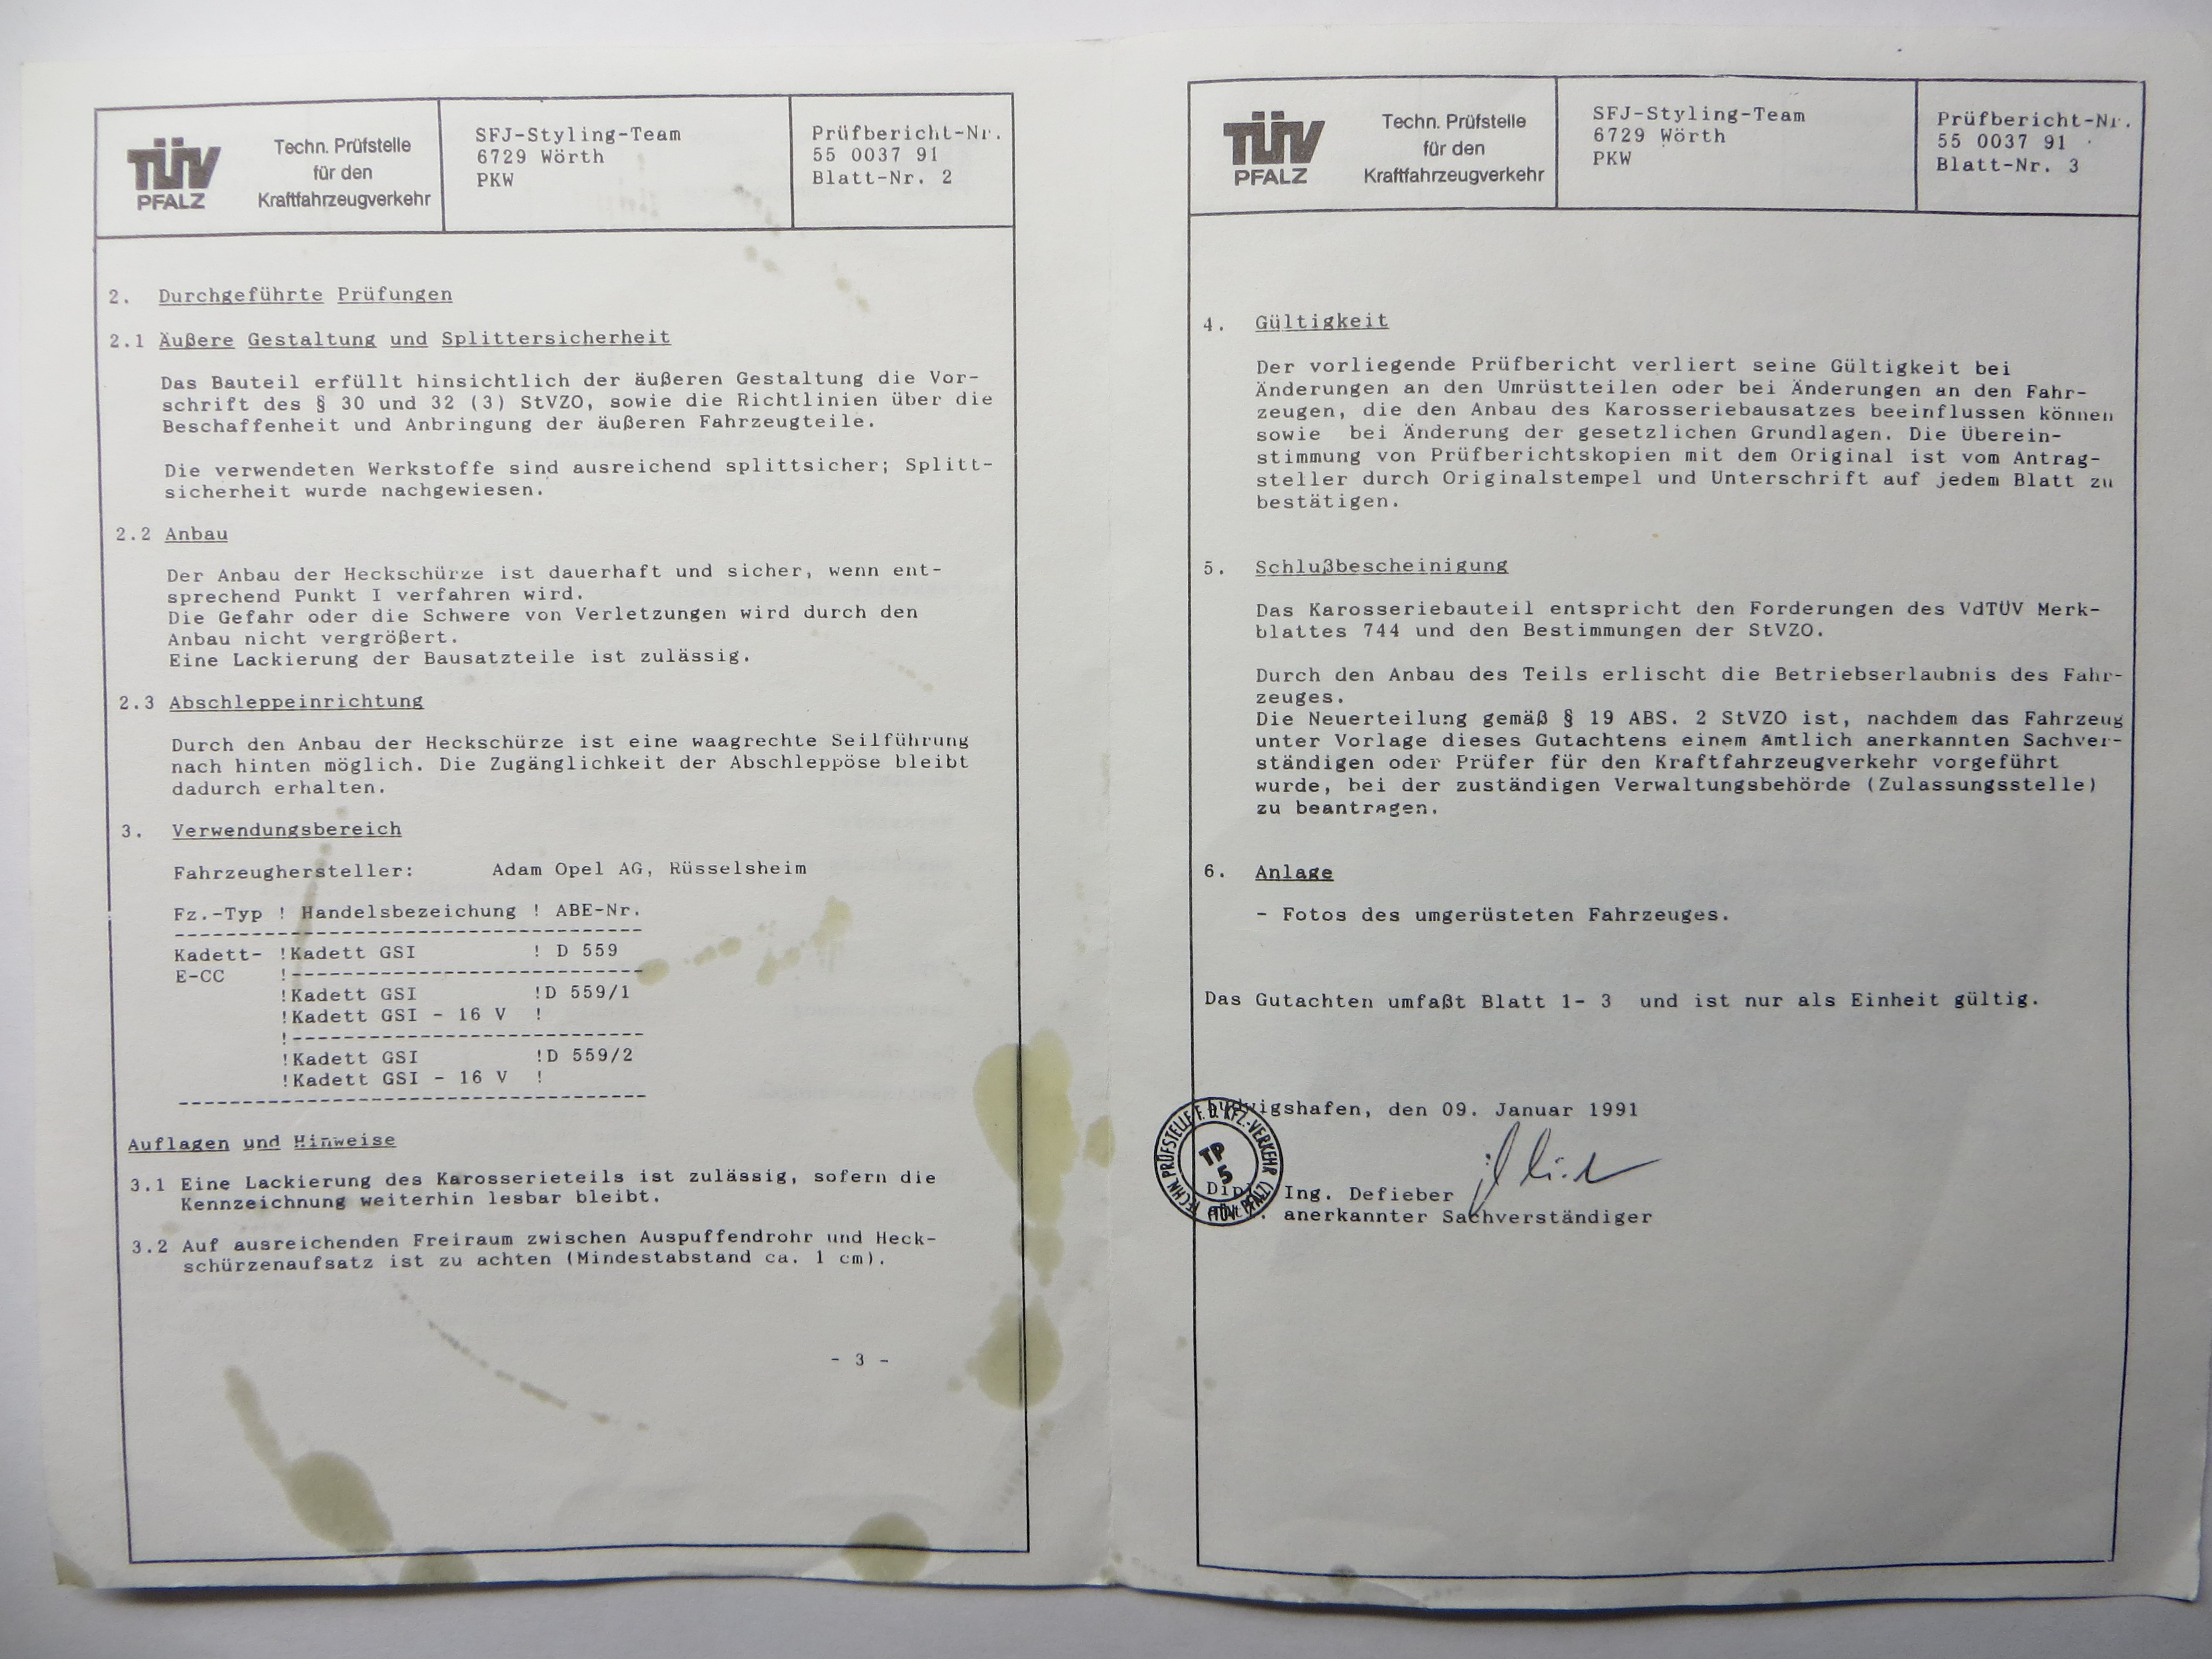 TÜV
PFALZ
Techn. Prüfstelle
für den
Kraftfahrzeugverkehr
SFJ-Styling-Team
6729 Wörth
PKW
Prüfbericht-Nr.
55 0037 91
Blatt-Nr. 2
2. Durchgeführte Prüfungen
2.1 Äußere Gestaltung und Splittersicherheit
Das Bauteil erfüllt hinsichtlich der äußeren Gestaltung die Vor-
schrift des § 30 und 32 (3) StVZO, sowie die Richtlinien über die
Beschaffenheit und Anbringung der äußeren Fahrzeugteile.
Die verwendeten Werkstoffe sind ausreichend splittsicher; Splitt-
sicherheit wurde nachgewiesen.
2.2 Anbau
Der Anbau der Heckschürze ist dauerhaft und sicher, wenn ent-
sprechend Punkt I verfahren wird.
Die Gefahr oder die Schwere von Verletzungen wird durch den
Anbau nicht vergrößert.
Eine Lackierung der Bausatzteile ist zulässig.
2.3 Abschleppeinrichtung
Durch den Anbau der Heckschürze ist eine waagrechte Seilführung
nach hinten möglich. Die Zugänglichkeit der Abschleppöse bleibt
dadurch erhalten.
3. Verwendungsbereich
Fahrzeughersteller: Adam Opel AG, Rüsselsheim
Fz.-Typ ! Handelsbezeichung ! ABE-Nr.
-------------------------------------
Kadett- !Kadett GSI ! D 559
E-CC !----------------------------
!Kadett GSI !D 559/1
!Kadett GSI - 16 V !
!----------------------------
!Kadett GSI !D 559/2
!Kadett GSI - 16 V !
-------------------------------------
Auflagen und Hinweise
3.1 Eine Lackierung des Karosserieteils ist zulässig, sofern die
Kennzeichnung weiterhin lesbar bleibt.
3.2 Auf ausreichenden Freiraum zwischen Auspuffendrohr und Heck-
schürzenaufsatz ist zu achten (Mindestabstand ca. 1 cm).
- 3 -
TÜV
PFALZ
Techn. Prüfstelle
für den
Kraftfahrzeugverkehr
SFJ-Styling-Team
6729 Wörth
PKW
Prüfbericht-Nr.
55 0037 91
Blatt-Nr. 3
4. Gültigkeit
Der vorliegende Prüfbericht verliert seine Gültigkeit bei
Änderungen an den Umrüstteilen oder bei Änderungen an den Fahr-
zeugen, die den Anbau des Karosseriebausatzes beeinflussen können
sowie bei Änderung der gesetzlichen Grundlagen. Die Überein-
stimmung von Prüfberichtskopien mit dem Original ist vom Antrag-
steller durch Originalstempel und Unterschrift auf jedem Blatt zu
bestätigen.
5. Schlußbescheinigung
Das Karosseriebauteil entspricht den Forderungen des VdTÜV Merk-
blattes 744 und den Bestimmungen der StVZO.
Durch den Anbau des Teils erlischt die Betriebserlaubnis des Fahr-
zeuges.
Die Neuerteilung gemäß § 19 ABS. 2 StVZO ist, nachdem das Fahrzeug
unter Vorlage dieses Gutachtens einem Amtlich anerkannten Sachver-
ständigen oder Prüfer für den Kraftfahrzeugverkehr vorgeführt
wurde, bei der zuständigen Verwaltungsbehörde (Zulassungsstelle)
zu beantragen.
6. Anlage
- Fotos des umgerüsteten Fahrzeuges.
Das Gutachten umfaßt Blatt 1- 3 und ist nur als Einheit gültig.
Ludwigshafen, den 09. Januar 1991
TECHN. PRÜFSTELLE F. D. KFZ.-VERKEHR
TP
5
(TÜV PFALZ)
Dipl. Ing. Defieber
anerkannter Sachverständiger